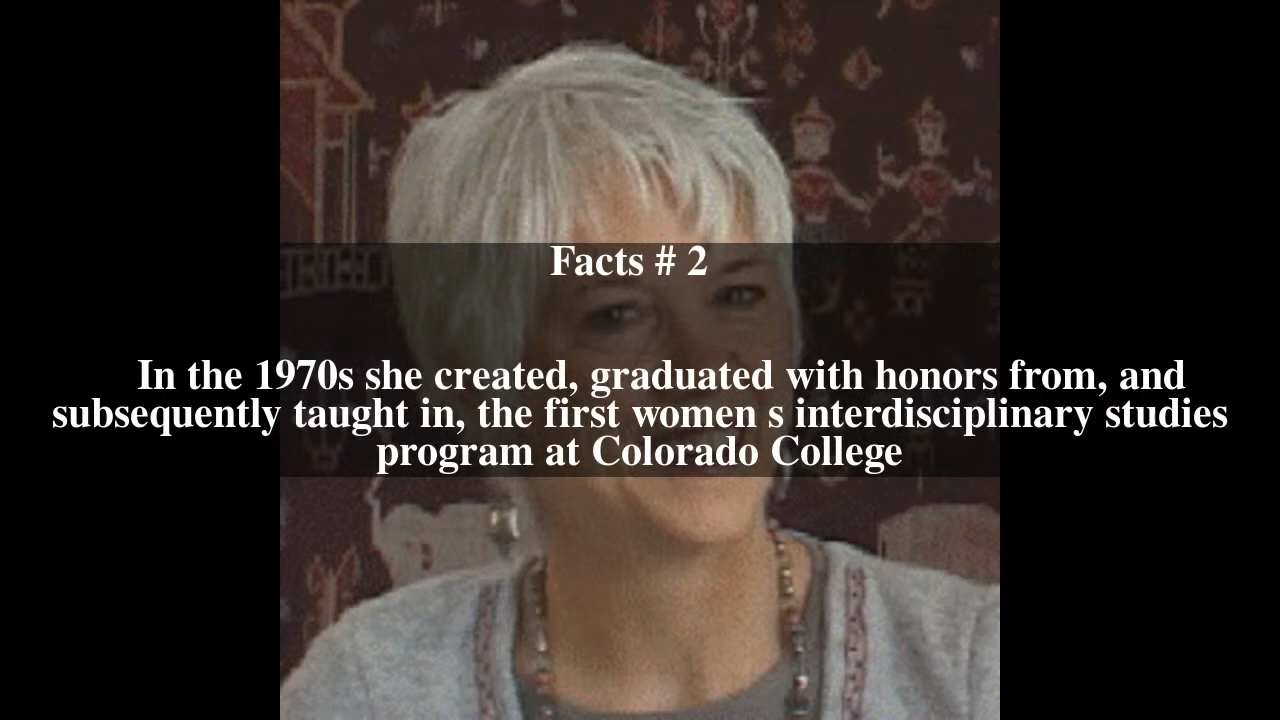 Facts # 2
In the 1970s she created, graduated with honors from, and
subsequently taught in, the first women s interdisciplinary studies
program at Colorado College